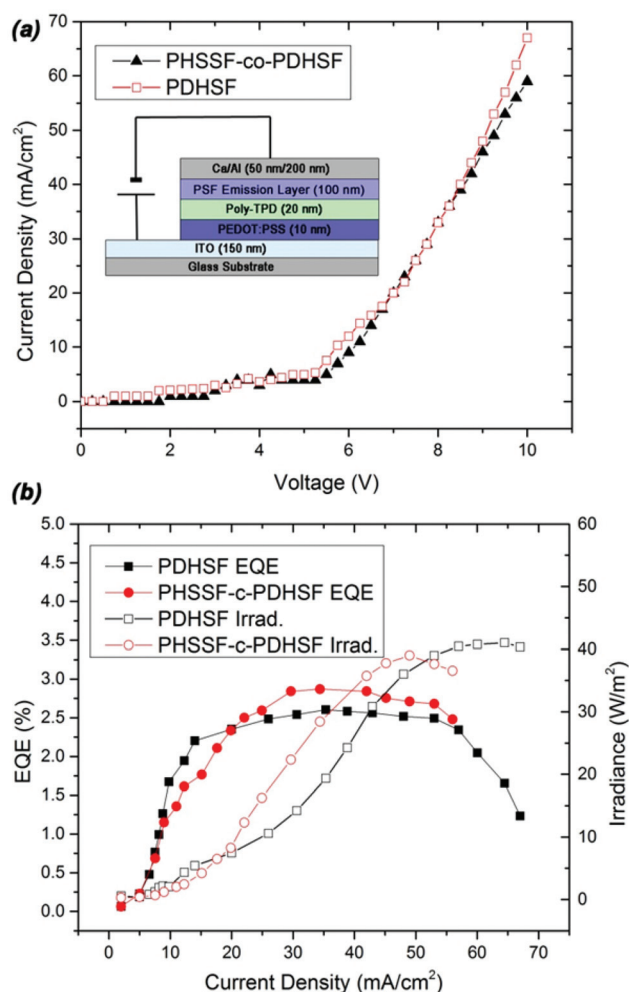 (a)
PHSSF-co-PDHSF
PDHSF
Ca/Al (50 nm/200 nm)
PSF Emission Layer (100 nm)
Poly-TPD (20 nm)
PEDOT:PSS (10 nm)
ITO (150 nm)
Glass Substrate
Current Density (mA/cm²)
70
60
50
40
30
20
10
0
0 2 4 6 8 10
Voltage (V)
(b)
PDHSF EQE
PHSSF-c-PDHSF EQE
PDHSF Irrad.
PHSSF-c-PDHSF Irrad.
EQE (%)
5.0
4.5
4.0
3.5
3.0
2.5
2.0
1.5
1.0
0.5
0.0
Irradiance (W/m²)
60
50
40
30
20
10
0
0 10 20 30 40 50 60 70
Current Density (mA/cm²)